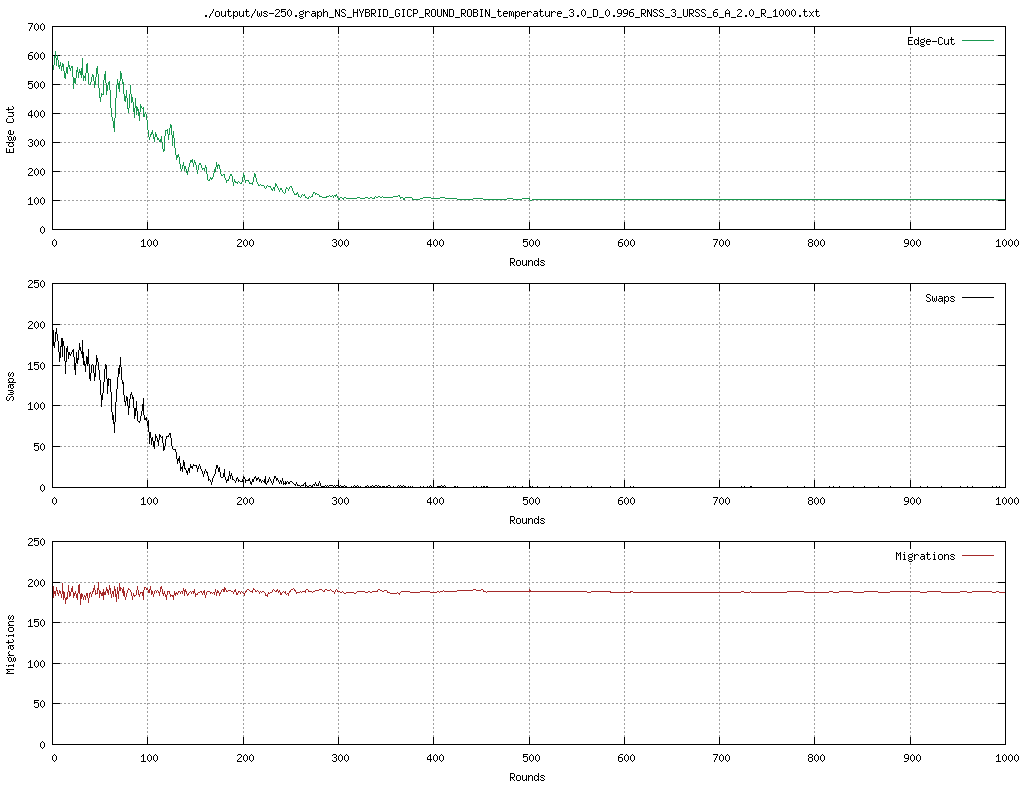 ./output/ws-250.graph_NS_HYBRID_GICP_ROUND_ROBIN_temperature_3.0_D_0.996_RNSS_3_URSS_6_A_2.0_R_1000.txt
700
Edge-Cut
600
500
400
Edge Cut
300
200
100
0
0 100 200 300 400 500 600 700 800 900 1000
Rounds
250
Swaps
200
150
Swaps
100
50
0
0 100 200 300 400 500 600 700 800 900 1000
Rounds
250
Migrations
200
150
Migrations
100
50
0
0 100 200 300 400 500 600 700 800 900 1000
Rounds